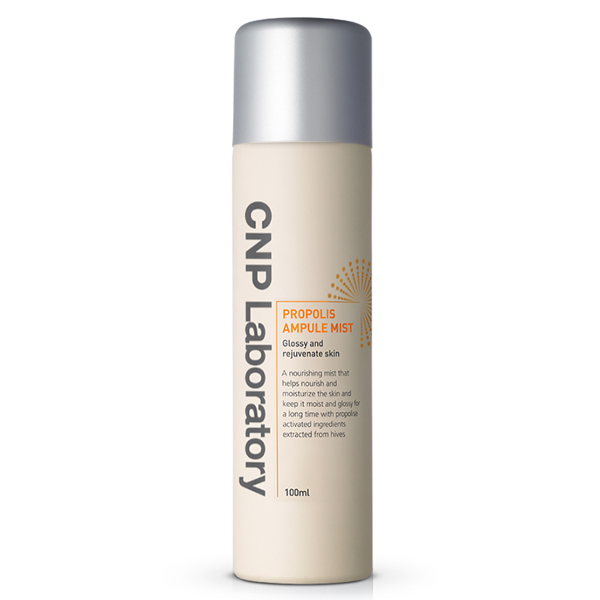 CNP Laboratory
PROPOLIS
AMPULE MIST
Glossy and
rejuvenate skin
A nourishing mist that
helps nourish and
moisturize the skin and
keep it moist and glossy for
a long time with propolise
activated ingredients
extracted from hives
100ml